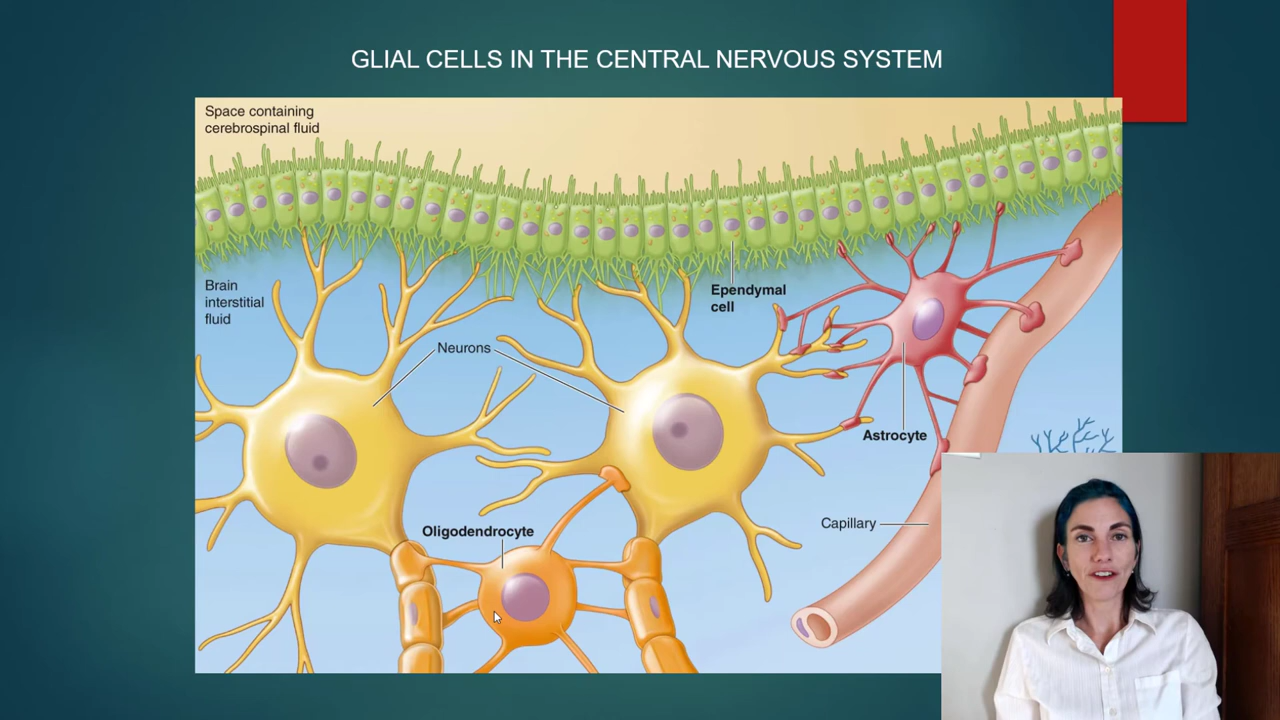 GLIAL CELLS IN THE CENTRAL NERVOUS SYSTEM
Space containing
cerebrospinal fluid
Brain
interstitial
fluid
Ependymal
cell
Neurons
Astrocyte
Oligodendrocyte
Capillary